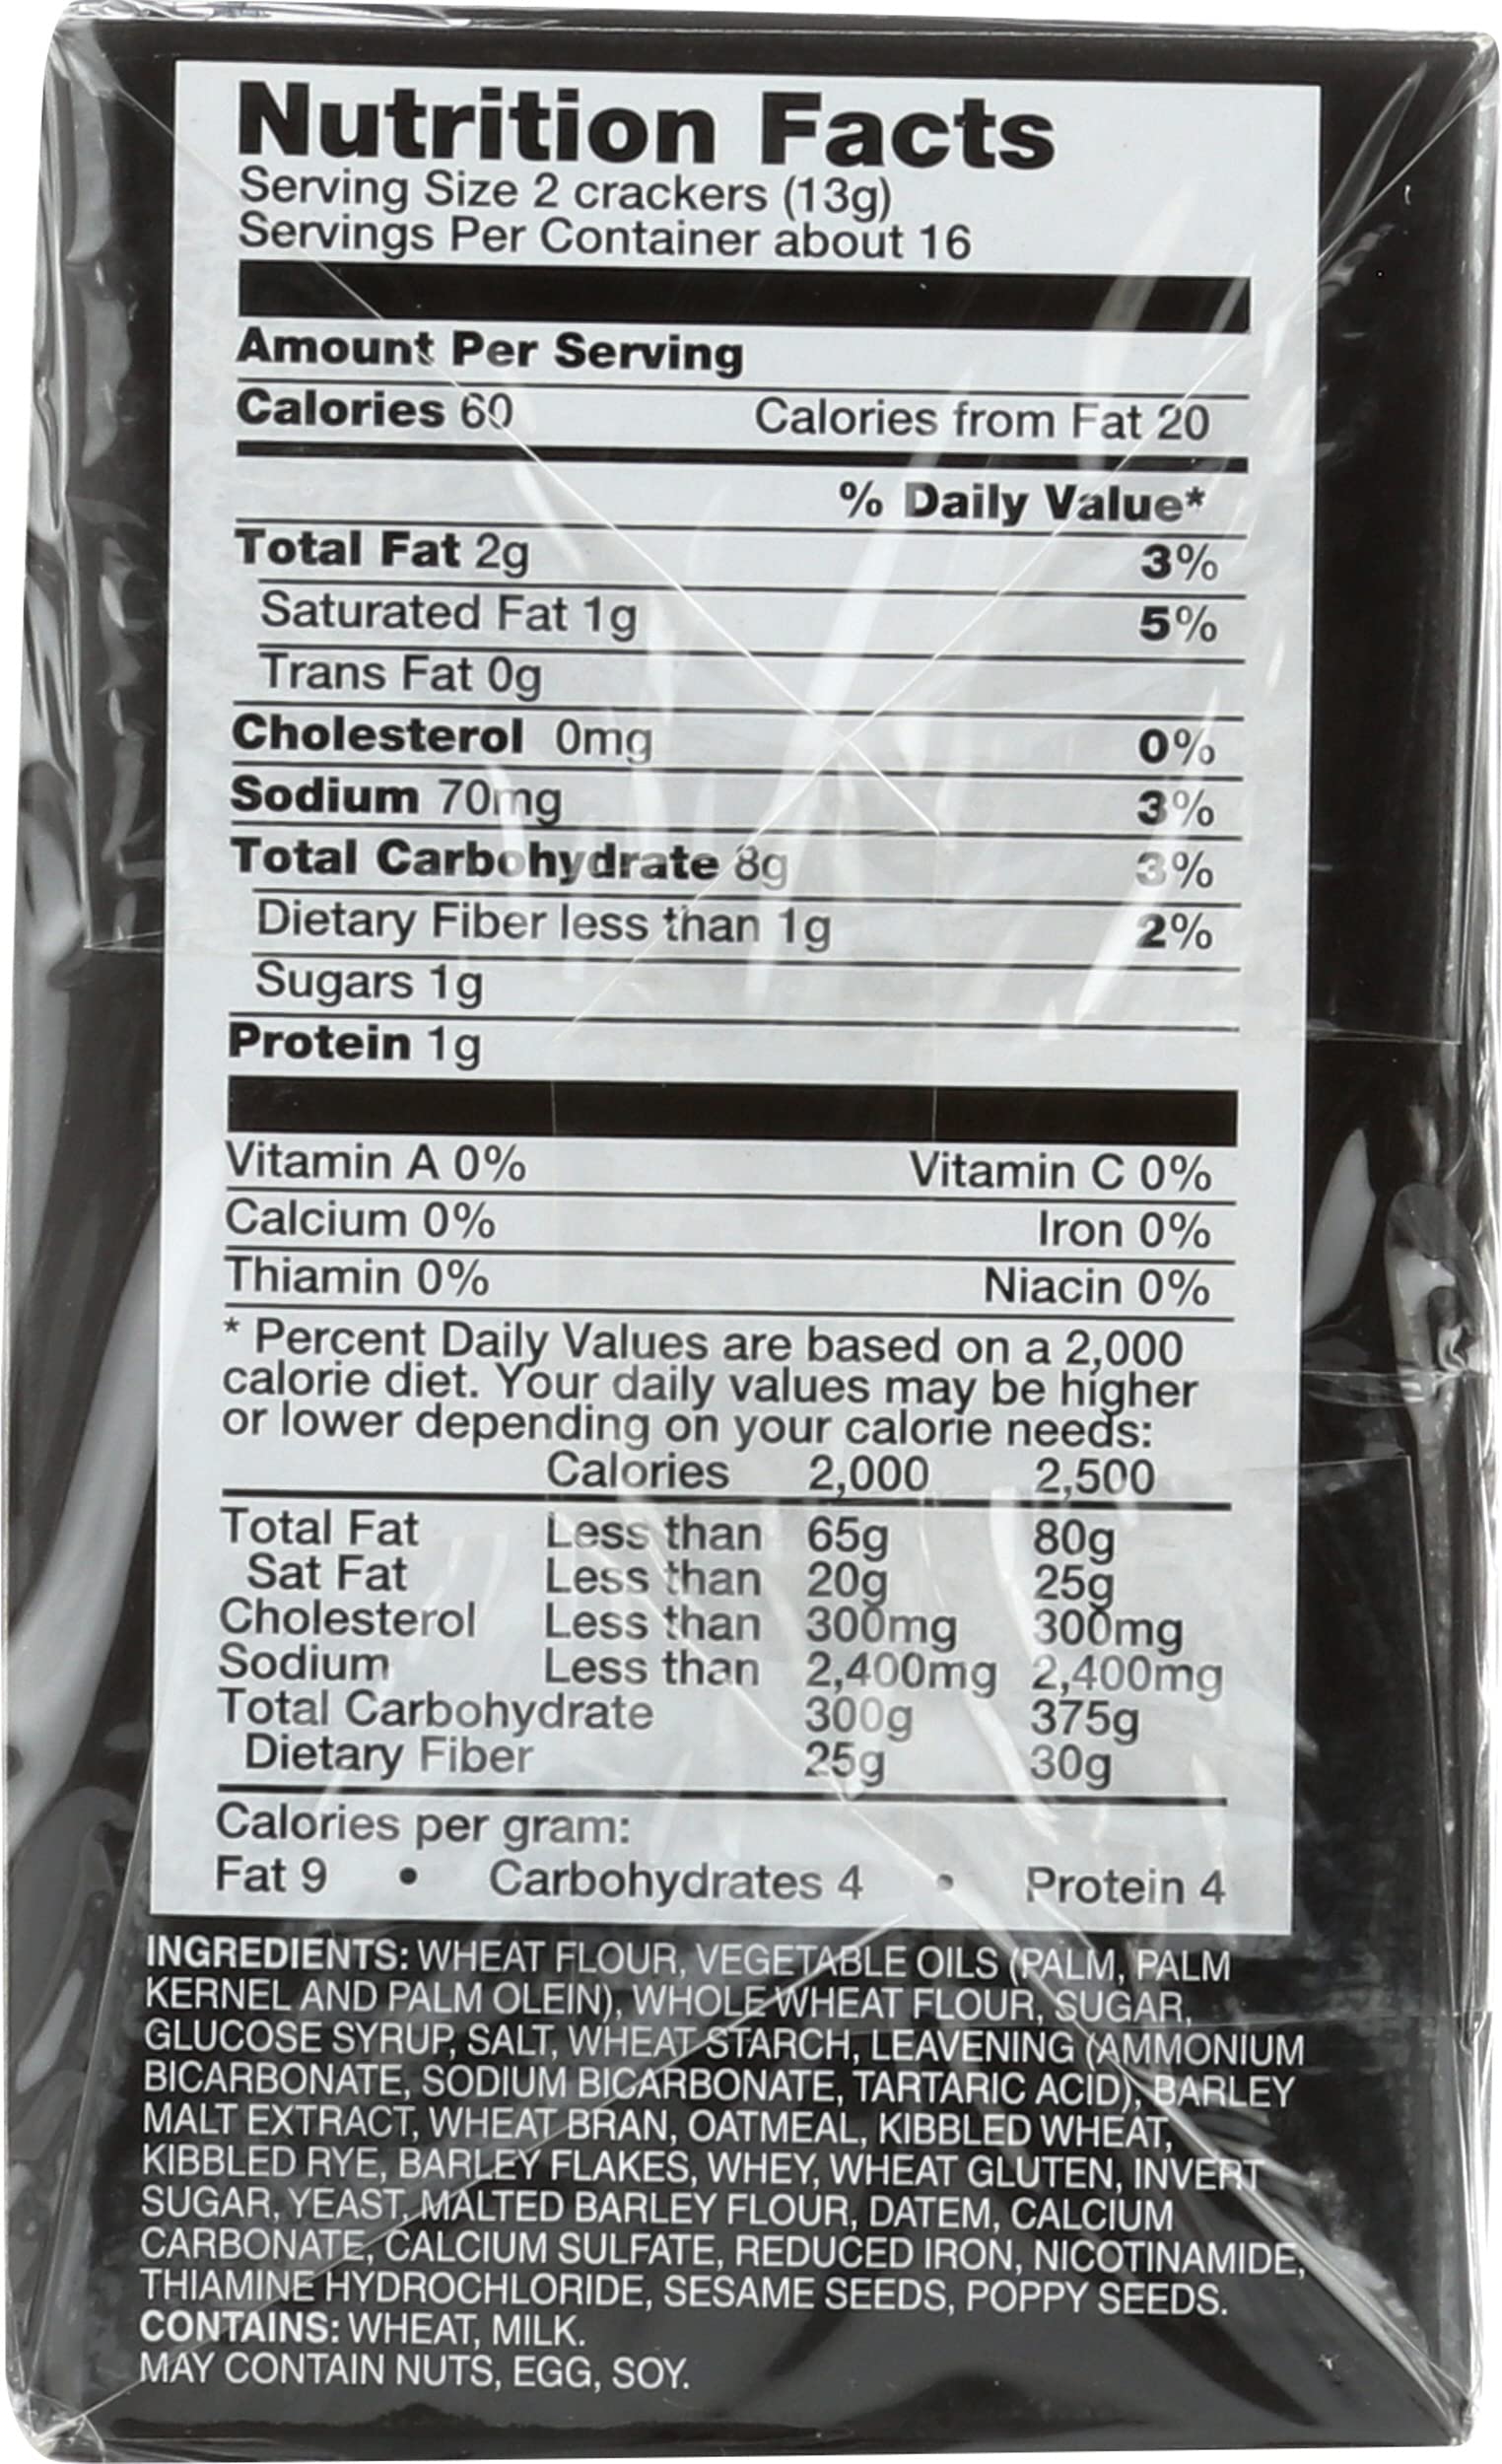 Nutrition Facts
Serving Size 2 crackers (13g)
Servings Per Container about 16
Amount Per Serving
Calories 60 Calories from Fat 20
% Daily Value*
Total Fat 2g 3%
Saturated Fat 1g 5%
Trans Fat 0g
Cholesterol 0mg 0%
Sodium 70mg 3%
Total Carbohydrate 8g 3%
Dietary Fiber less than 1g 2%
Sugars 1g
Protein 1g
Vitamin A 0% Vitamin C 0%
Calcium 0% Iron 0%
Thiamin 0% Niacin 0%
* Percent Daily Values are based on a 2,000
calorie diet. Your daily values may be higher
or lower depending on your calorie needs:
Calories 2,000 2,500
Total Fat Less than 65g 80g
Sat Fat Less than 20g 25g
Cholesterol Less than 300mg 300mg
Sodium Less than 2,400mg 2,400mg
Total Carbohydrate 300g 375g
Dietary Fiber 25g 30g
Calories per gram:
Fat 9 • Carbohydrates 4 • Protein 4
INGREDIENTS: WHEAT FLOUR, VEGETABLE OILS (PALM, PALM
KERNEL AND PALM OLEIN), WHOLE WHEAT FLOUR, SUGAR,
GLUCOSE SYRUP, SALT, WHEAT STARCH, LEAVENING (AMMONIUM
BICARBONATE, SODIUM BICARBONATE, TARTARIC ACID), BARLEY
MALT EXTRACT, WHEAT BRAN, OATMEAL, KIBBLED WHEAT,
KIBBLED RYE, BARLEY FLAKES, WHEY, WHEAT GLUTEN, INVERT
SUGAR, YEAST, MALTED BARLEY FLOUR, DATEM, CALCIUM
CARBONATE, CALCIUM SULFATE, REDUCED IRON, NICOTINAMIDE,
THIAMINE HYDROCHLORIDE, SESAME SEEDS, POPPY SEEDS.
CONTAINS: WHEAT, MILK.
MAY CONTAIN NUTS, EGG, SOY.